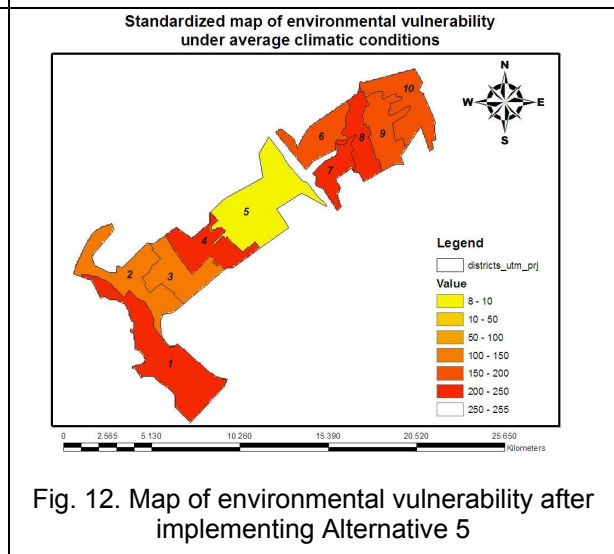 Standardized map of environmental vulnerability
under average climatic conditions
N
W E
S
10
6
8
9
7
5
4
2
3
1
Legend
districts_utm_prj
Value
8 - 10
10 - 50
50 - 100
100 - 150
150 - 200
200 - 250
250 - 255
0 2.565 5.130 10.260 15.390 20.520 25.650
Kilometers
Fig. 12. Map of environmental vulnerability after
implementing Alternative 5